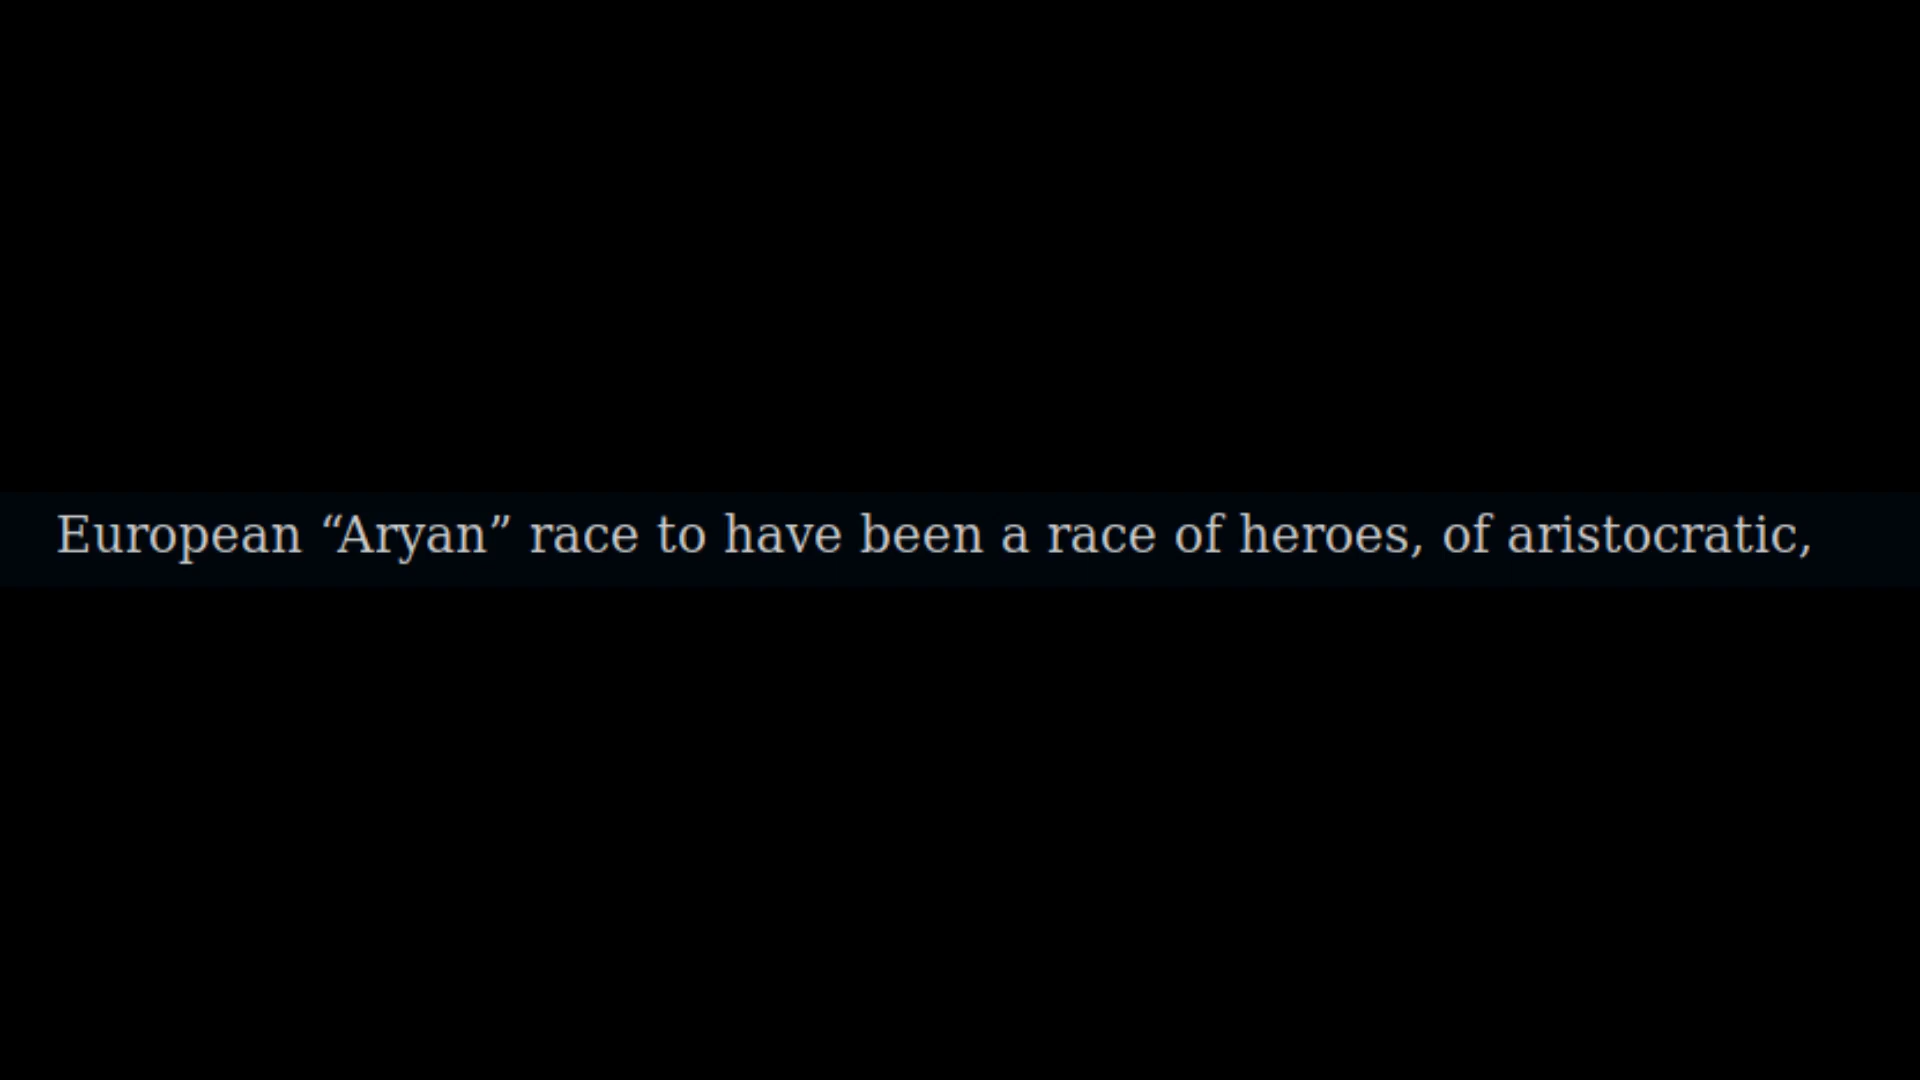 European “Aryan” race to have been a race of heroes, of aristocratic,